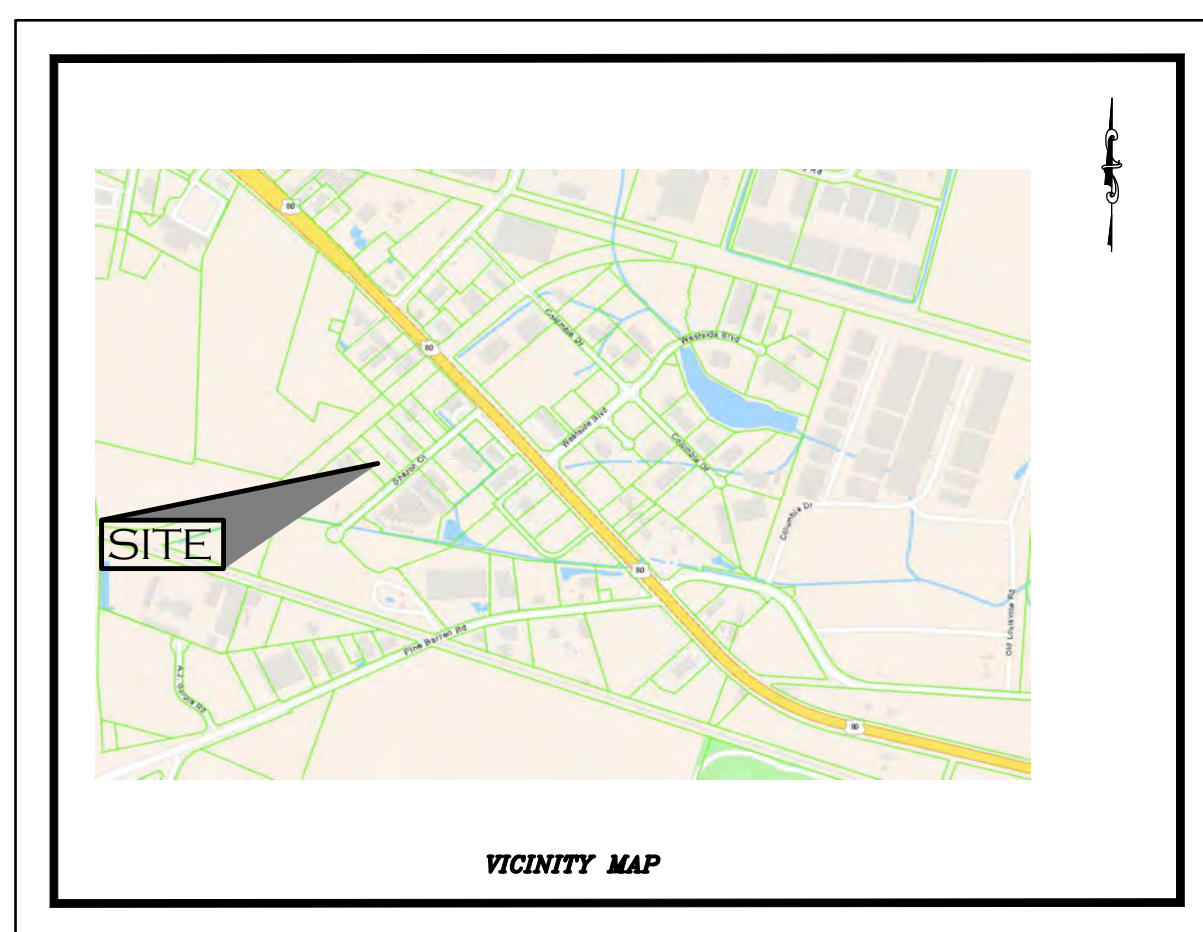 80
80
Columbia Dr
Westside Blvd
Westside Blvd
Columbia Dr
Sharon Ct
SITE
Columbia Dr
80
Old Louisville Rd
Pine Barren Rd
80
VICINITY MAP